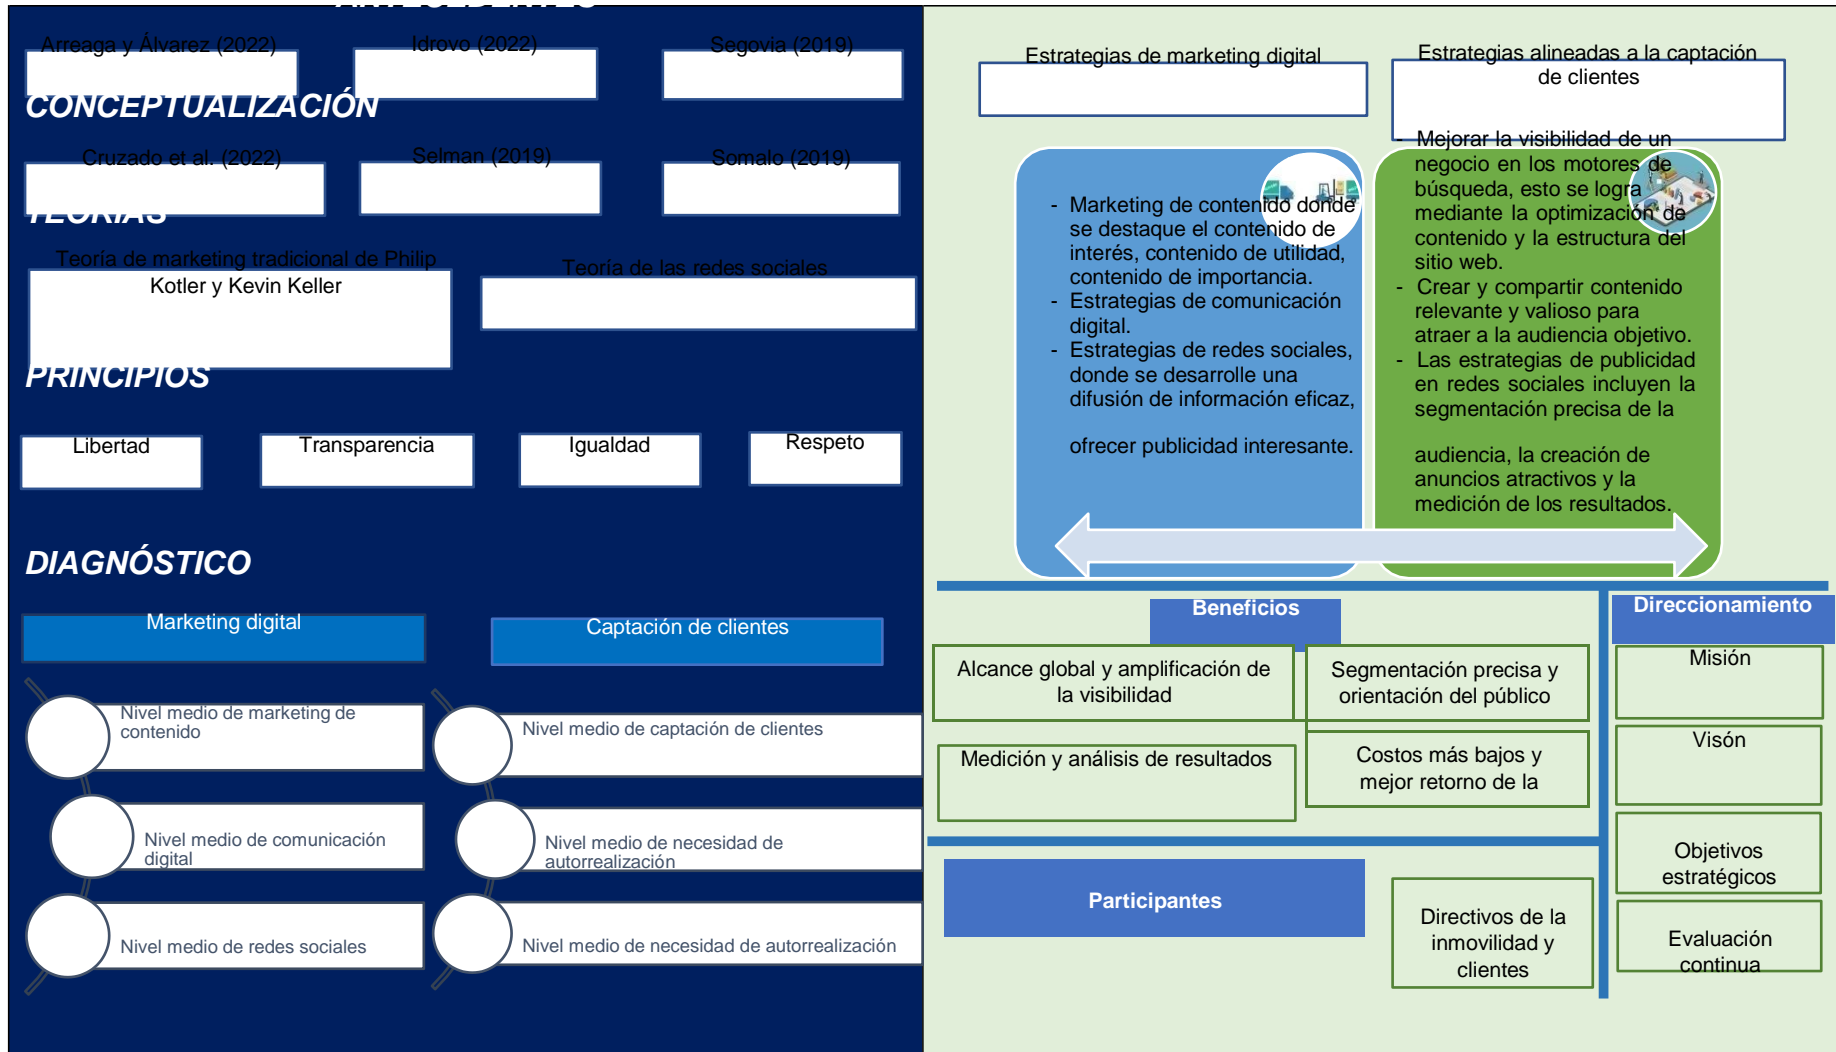 Arreaga y Álvarez (2022)
Idrovo (2022)
Segovia (2019)
CONCEPTUALIZACIÓN
Cruzado et al. (2022)
Selman (2019)
Somalo (2019)
TEORÍAS
Teoría de marketing tradicional de Philip
Kotler y Kevin Keller
Teoría de las redes sociales
PRINCIPIOS
Libertad
Transparencia
Igualdad
Respeto
DIAGNÓSTICO
Marketing digital
Captación de clientes
Nivel medio de marketing de
contenido
Nivel medio de comunicación
digital
Nivel medio de redes sociales
Nivel medio de captación de clientes
Nivel medio de necesidad de
autorrealización
Nivel medio de necesidad de autorrealización
Estrategias de marketing digital
Estrategias alineadas a la captación
de clientes
- Marketing de contenido donde
se destaque el contenido de
interés, contenido de utilidad,
contenido de importancia.
- Estrategias de comunicación
digital.
- Estrategias de redes sociales,
donde se desarrolle una
difusión de información eficaz,
ofrecer publicidad interesante.
- Mejorar la visibilidad de un
negocio en los motores de
búsqueda, esto se logra
mediante la optimización de
contenido y la estructura del
sitio web.
- Crear y compartir contenido
relevante y valioso para
atraer a la audiencia objetivo.
- Las estrategias de publicidad
en redes sociales incluyen la
segmentación precisa de la
audiencia, la creación de
anuncios atractivos y la
medición de los resultados.
Beneficios
Alcance global y amplificación de
la visibilidad
Segmentación precisa y
orientación del público
Medición y análisis de resultados
Costos más bajos y
mejor retorno de la
Participantes
Directivos de la
inmovilidad y
clientes
Direccionamiento
Misión
Visón
Objetivos
estratégicos
Evaluación
continua